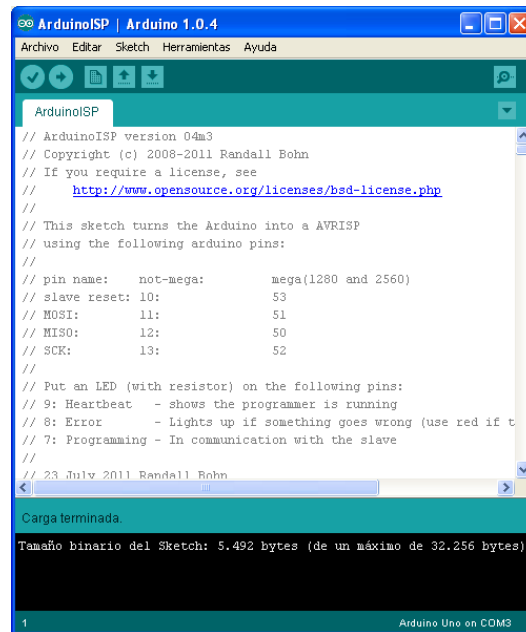 ArduinoISP | Arduino 1.0.4
Archivo Editar Sketch Herramientas Ayuda
ArduinoISP
// ArduinoISP version 04m3
// Copyright (c) 2008-2011 Randall Bohn
// If you require a license, see
//     http://www.opensource.org/licenses/bsd-license.php
//
// This sketch turns the Arduino into a AVRISP
// using the following arduino pins:
//
// pin name:    not-mega:         mega(1280 and 2560)
// slave reset: 10:               53
// MOSI:        11:               51
// MISO:        12:               50
// SCK:         13:               52
//
// Put an LED (with resistor) on the following pins:
// 9: Heartbeat   - shows the programmer is running
// 8: Error       - Lights up if something goes wrong (use red if t
// 7: Programming - In communication with the slave
//
// 23 July 2011 Randall Bohn
Carga terminada.
Tamaño binario del Sketch: 5.492 bytes (de un máximo de 32.256 bytes)
1 Arduino Uno on COM3